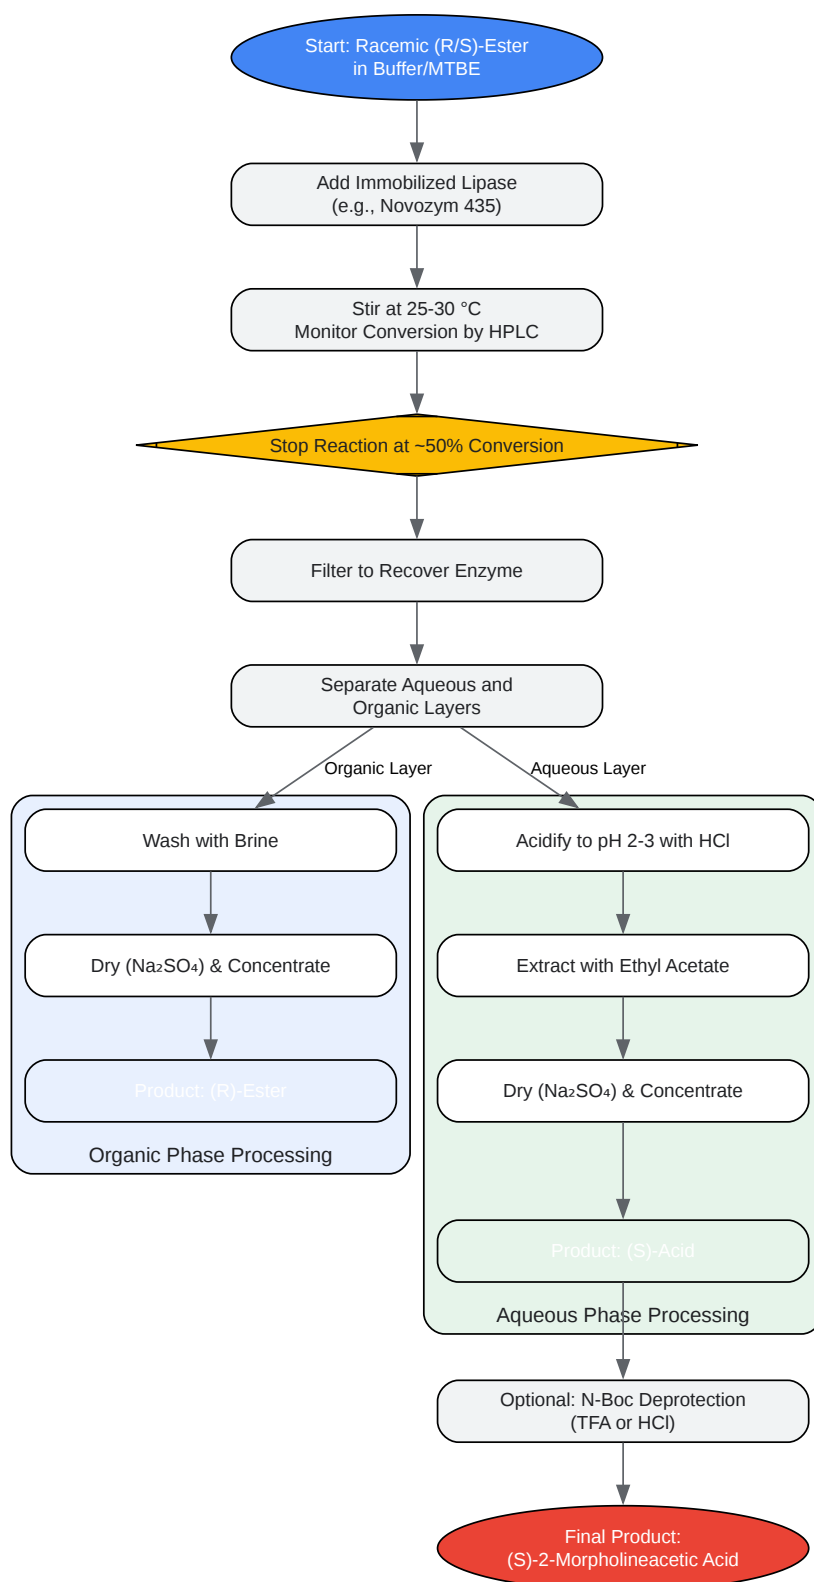 Start: Racemic (R/S)-Ester
in Buffer/MTBE
Add Immobilized Lipase
(e.g., Novozym 435)
Stir at 25-30 °C
Monitor Conversion by HPLC
Stop Reaction at ~50% Conversion
Filter to Recover Enzyme
Separate Aqueous and
Organic Layers
Organic Layer
Aqueous Layer
Wash with Brine
Dry (Na₂SO₄) & Concentrate
Product: (R)-Ester
Organic Phase Processing
Acidify to pH 2-3 with HCl
Extract with Ethyl Acetate
Dry (Na₂SO₄) & Concentrate
Product: (S)-Acid
Aqueous Phase Processing
Optional: N-Boc Deprotection
(TFA or HCl)
Final Product:
(S)-2-Morpholineacetic Acid